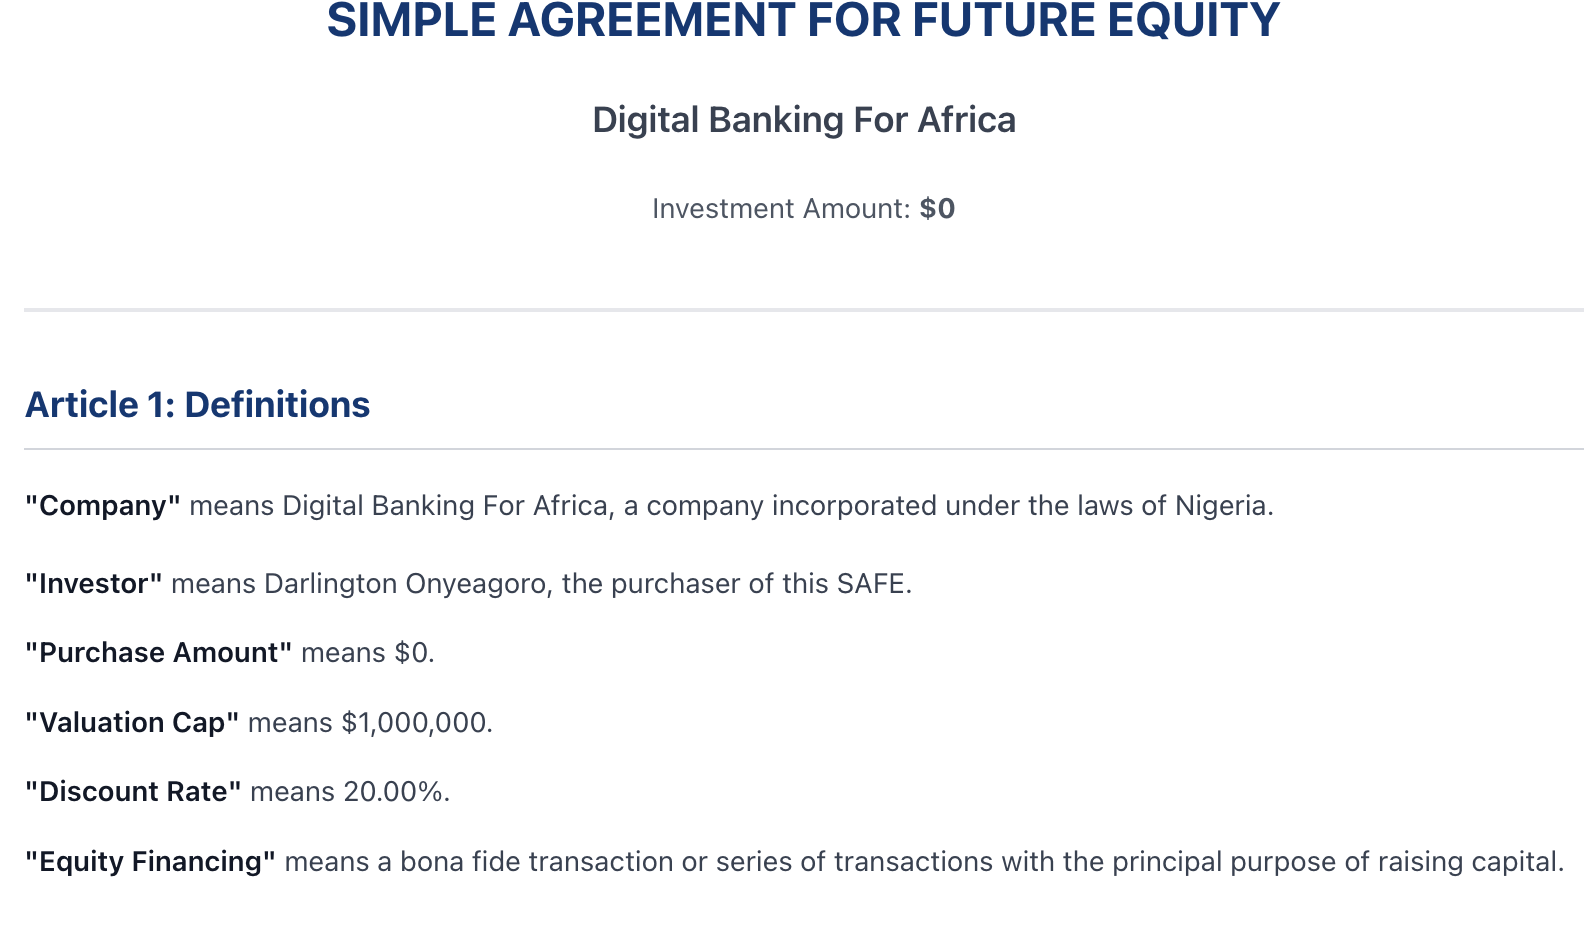 SIMPLE AGREEMENT FOR FUTURE EQUITY
Digital Banking For Africa
Investment Amount: $0
Article 1: Definitions
"Company" means Digital Banking For Africa, a company incorporated under the laws of Nigeria.
"Investor" means Darlington Onyeagoro, the purchaser of this SAFE.
"Purchase Amount" means $0.
"Valuation Cap" means $1,000,000.
"Discount Rate" means 20.00%.
"Equity Financing" means a bona fide transaction or series of transactions with the principal purpose of raising capital.